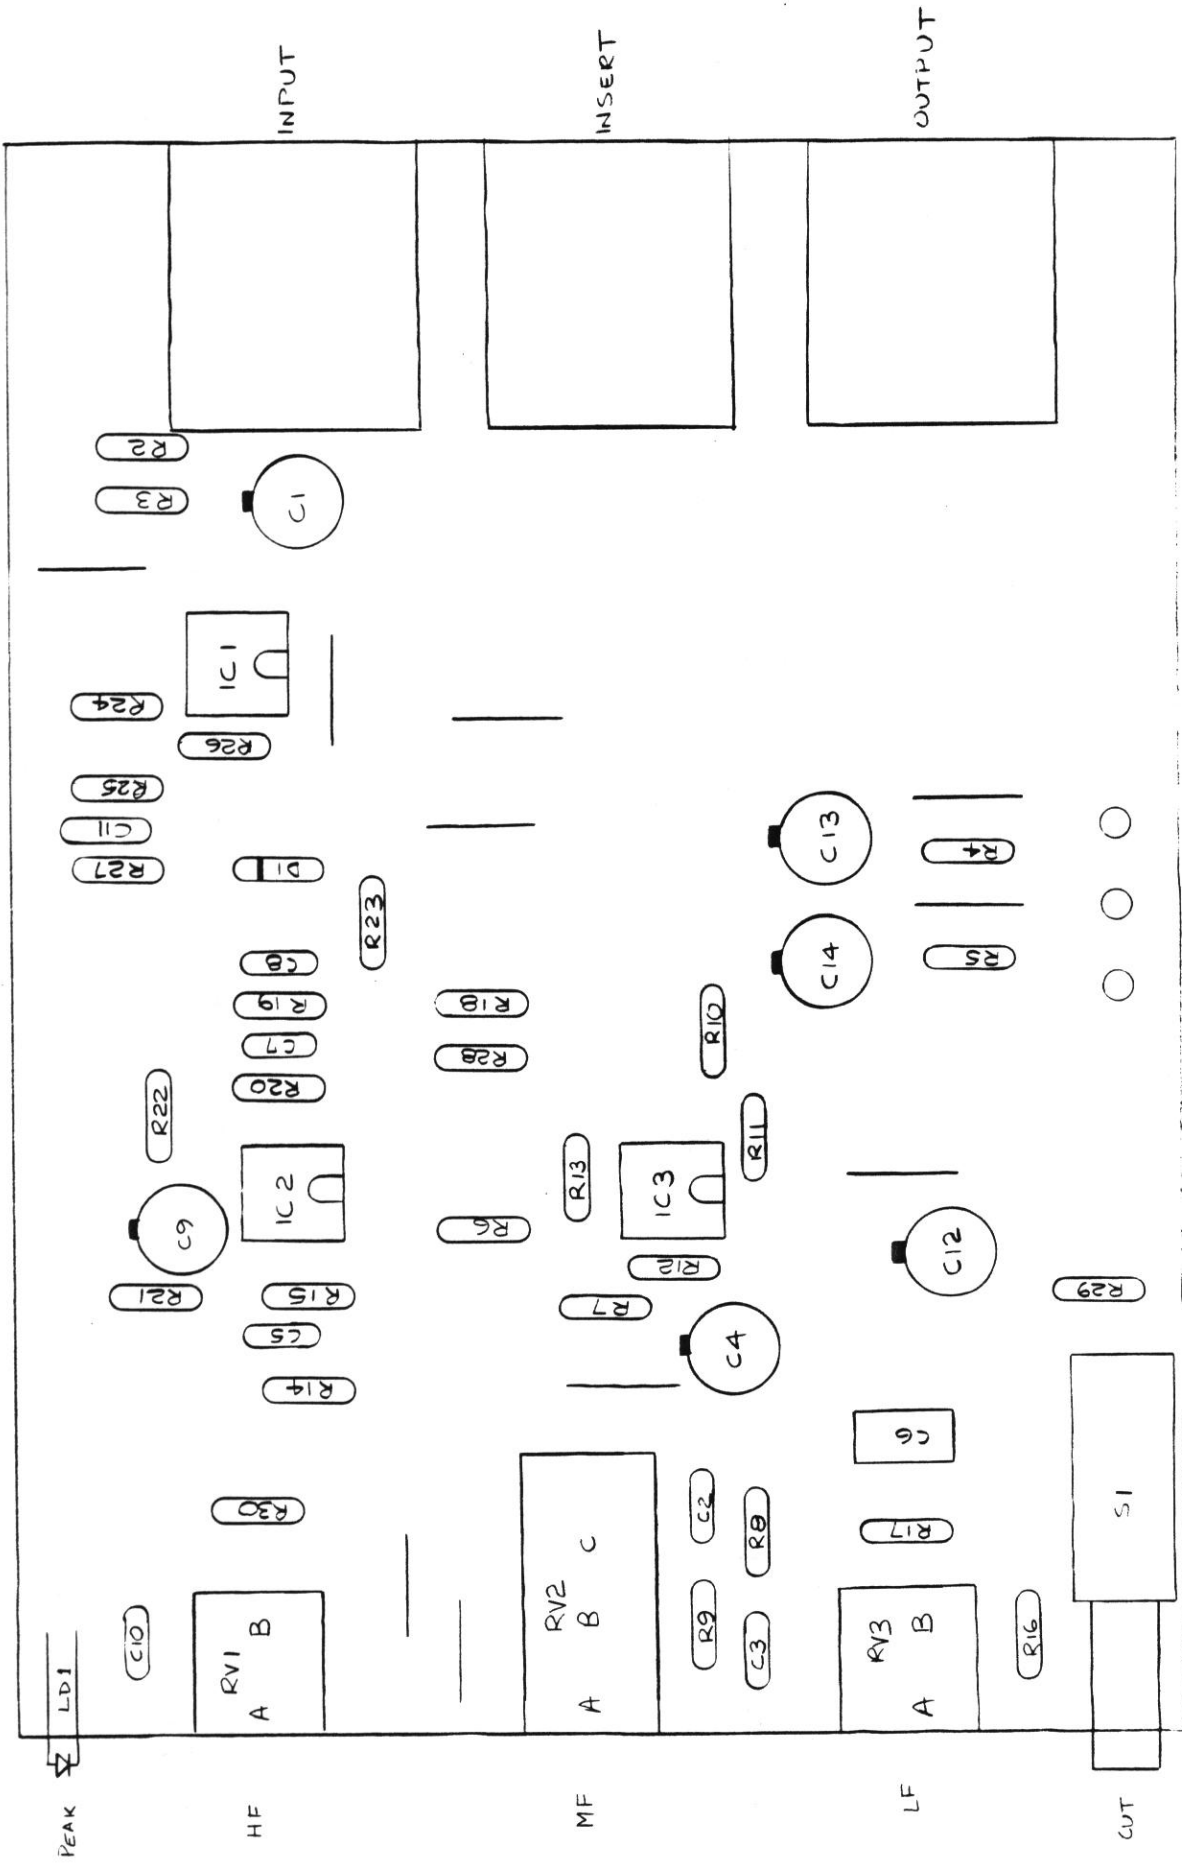 INPUT
INSERT
OUTPUT
R2
R3
C1
IC1
R24
R26
R25
C11
R27
D1
R23
C8
R19
C7
R20
R22
IC2
C9
R21
R15
C5
R14
R30
C10
LD1
RV1
A B
PEAK
HF
R18
R28
R6
R13
IC3
R10
R11
R12
R7
C4
RV2
A B C
C2
R8
R9
C3
MF
C13
C14
R4
R5
C12
R29
C6
R17
RV3
A B
R16
S1
LF
CUT